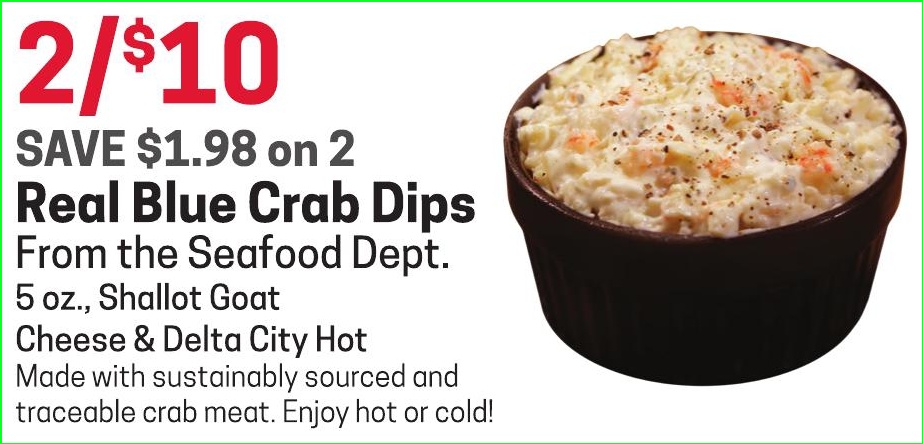 2/$10
SAVE $1.98 on 2
Real Blue Crab Dips
From the Seafood Dept.
5 oz., Shallot Goat
Cheese & Delta City Hot
Made with sustainably sourced and
traceable crab meat. Enjoy hot or cold!